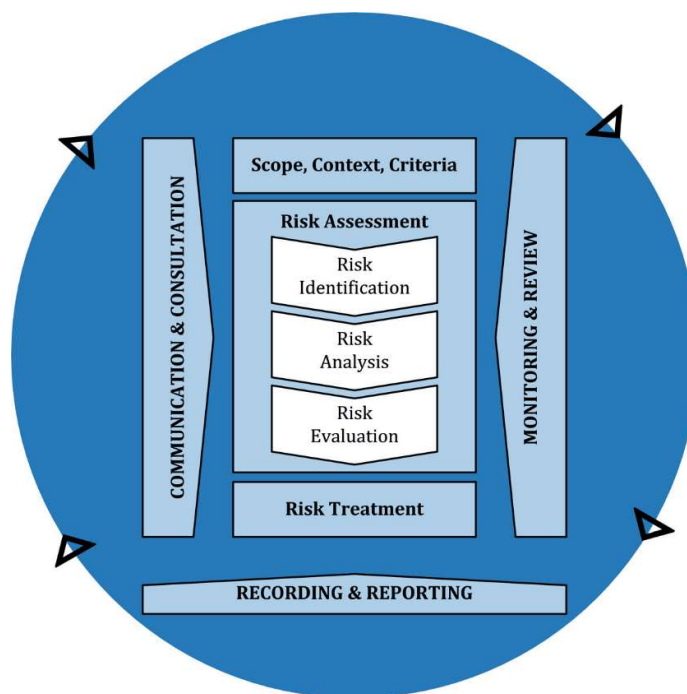 Scope, Context, Criteria
COMMUNICATION & CONSULTATION
Risk Assessment
Risk
Identification
Risk
Analysis
Risk
Evaluation
MONITORING & REVIEW
Risk Treatment
RECORDING & REPORTING